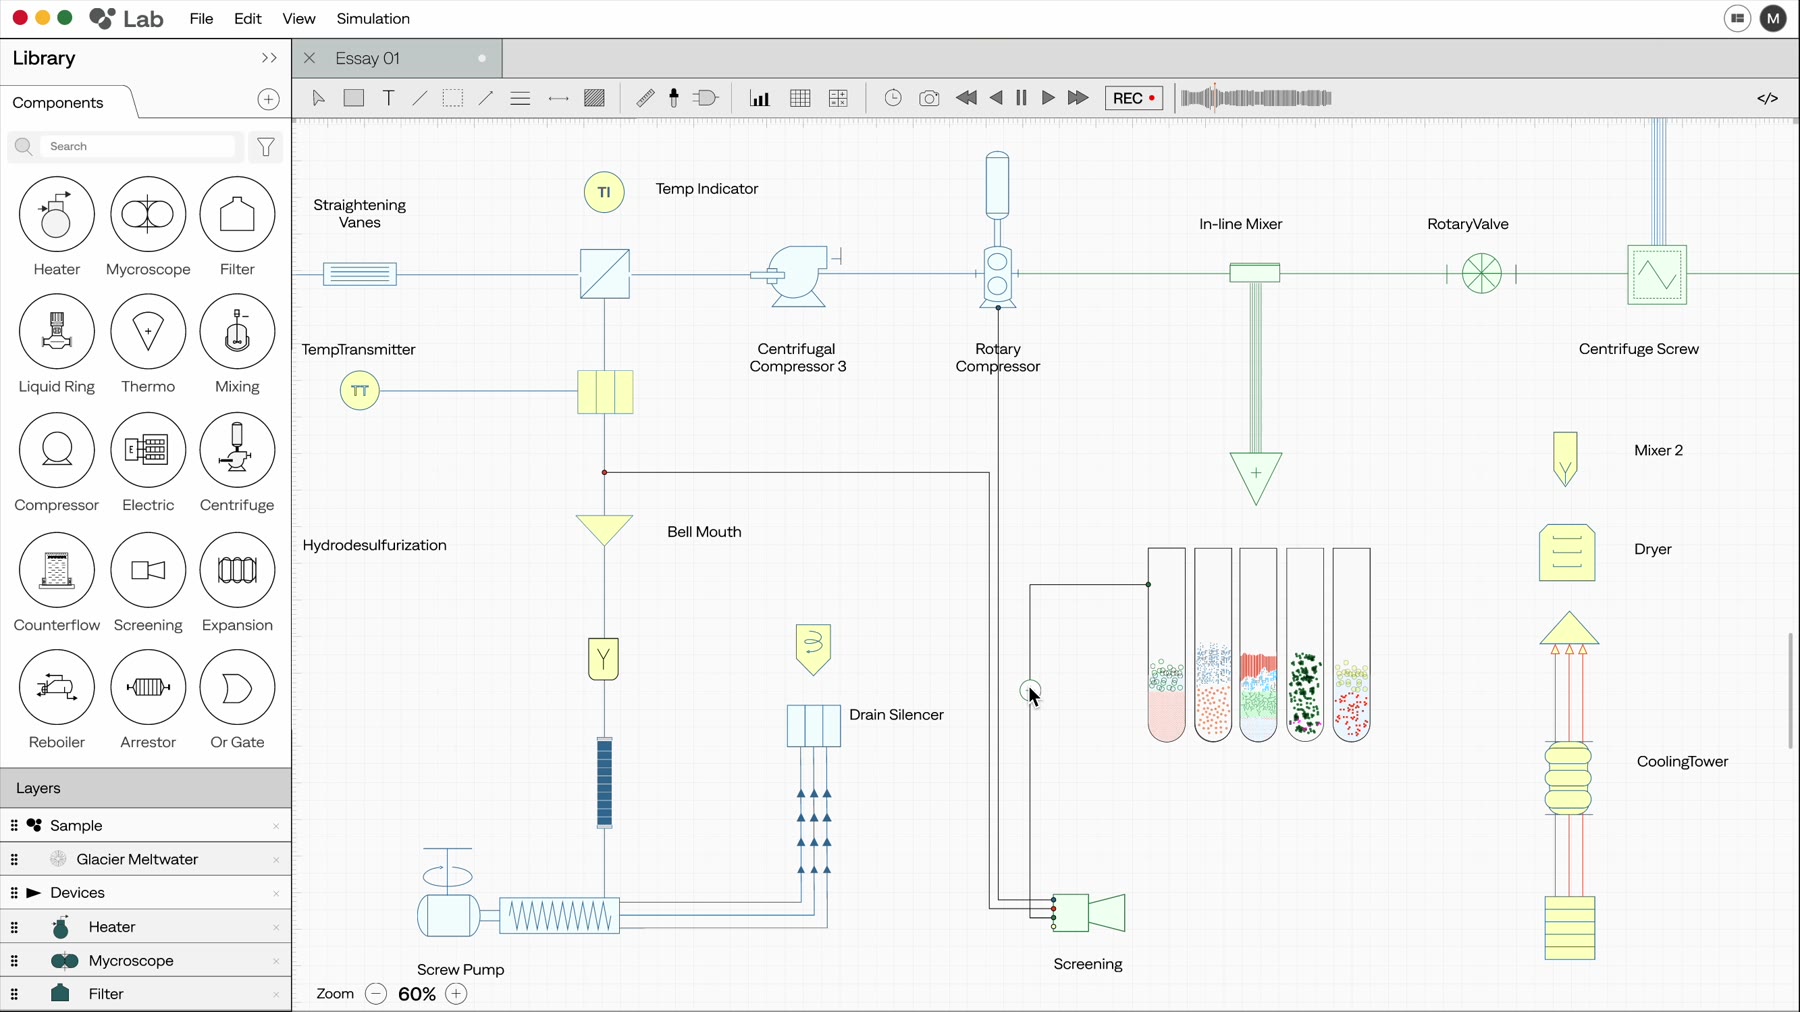 Lab
File
Edit
View
Simulation
M
Library
>>
Essay 01
Components
T
REC
</>
Search
Heater
Mycroscope
Filter
Liquid Ring
Thermo
Mixing
E
Compressor
Electric
Centrifuge
Counterflow
Screening
Expansion
Reboiler
Arrestor
Or Gate
Layers
Sample
Glacier Meltwater
Devices
Heater
Mycroscope
Filter
Straightening
Vanes
TI
Temp Indicator
In-line Mixer
RotaryValve
TempTransmitter
TT
Centrifugal
Compressor 3
Rotary
Compressor
Centrifuge Screw
Mixer 2
Hydrodesulfurization
Bell Mouth
Dryer
Y
Drain Silencer
CoolingTower
Screw Pump
Screening
Zoom
60%